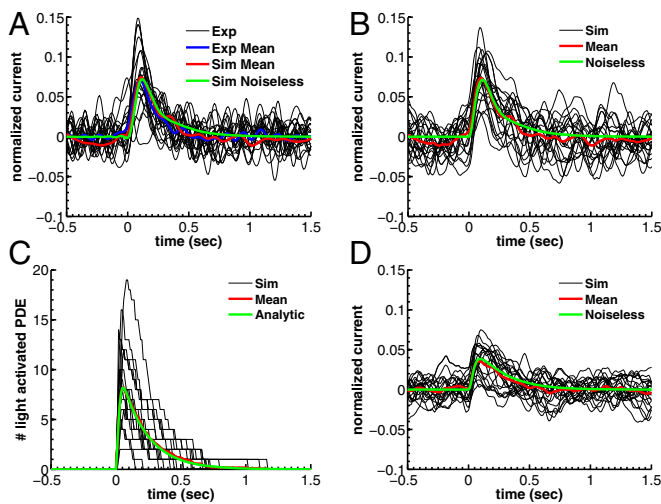 A
normalized current
0.15
0.1
0.05
0
−0.05
−0.1
Exp
Exp Mean
Sim Mean
Sim Noiseless
−0.5 0 0.5 1 1.5
time (sec)
B
normalized current
0.15
0.1
0.05
0
−0.05
−0.1
Sim
Mean
Noiseless
−0.5 0 0.5 1 1.5
time (sec)
C
# light activated PDE
20
15
10
5
0
Sim
Mean
Analytic
−0.5 0 0.5 1 1.5
time (sec)
D
normalized current
0.15
0.1
0.05
0
−0.05
−0.1
Sim
Mean
Noiseless
−0.5 0 0.5 1 1.5
time (sec)